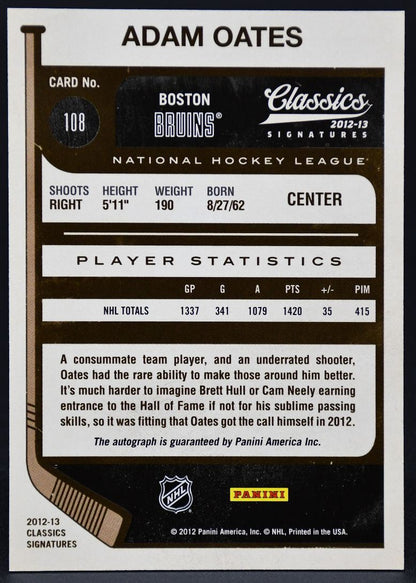 ADAM OATES
CARD No.
108
BOSTON
BRUINS®
Classics
2012-13
SIGNATURES
NATIONAL HOCKEY LEAGUE®
SHOOTS HEIGHT WEIGHT BORN
RIGHT 5'11" 190 8/27/62
CENTER
PLAYER STATISTICS
GP G A PTS +/- PIM
NHL TOTALS 1337 341 1079 1420 35 415
A consummate team player, and an underrated shooter,
Oates had the rare ability to make those around him better.
It's much harder to imagine Brett Hull or Cam Neely earning
entrance to the Hall of Fame if not for his sublime passing
skills, so it was fitting that Oates got the call himself in 2012.
The autograph is guaranteed by Panini America Inc.
NHL
PANINI
2012-13
CLASSICS
SIGNATURES
© 2012 Panini America, Inc. © NHL, Printed in the USA.